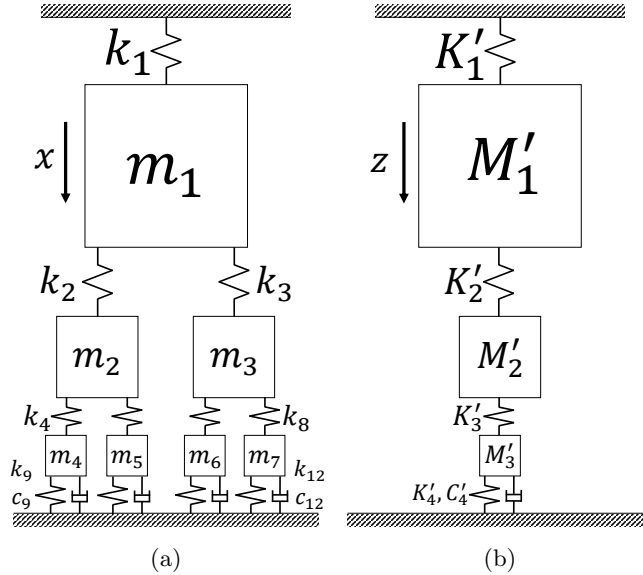 k₁
x
m₁
k₂
k₃
m₂
m₃
k₄
k₈
m₄
m₅
m₆
m₇
k₉
c₉
k₁₂
c₁₂
(a)
K′₁
z
M′₁
K′₂
M′₂
K′₃
M′₃
K′₄, C′₄
(b)